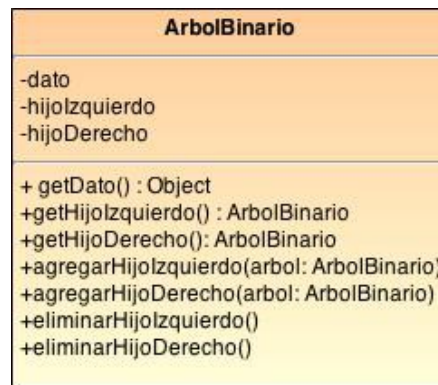 ArbolBinario
-dato
-hijoIzquierdo
-hijoDerecho
+ getDato() : Object
+getHijoIzquierdo() : ArbolBinario
+getHijoDerecho(): ArbolBinario
+agregarHijoIzquierdo(arbol: ArbolBinario)
+agregarHijoDerecho(arbol: ArbolBinario)
+eliminarHijoIzquierdo()
+eliminarHijoDerecho()